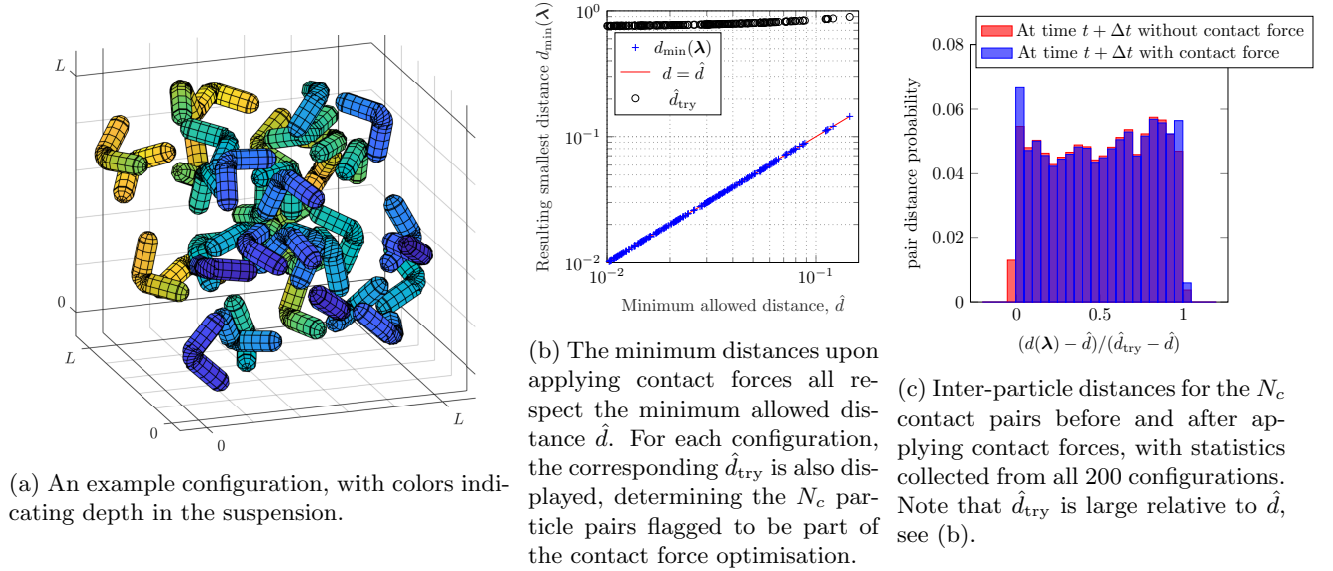 L
0
L
0
0
L
(a) An example configuration, with colors indi-
cating depth in the suspension.
Resulting smallest distance d_min(λ)
10^0
10^−1
10^−2
d_min(λ)
d = d̂
d̂_try
10^−2
10^−1
Minimum allowed distance, d̂
(b) The minimum distances upon
applying contact forces all re-
spect the minimum allowed dis-
tance d̂. For each configuration,
the corresponding d̂_try is also dis-
played, determining the N_c par-
ticle pairs flagged to be part of
the contact force optimisation.
At time t + Δt without contact force
At time t + Δt with contact force
pair distance probability
0.08
0.06
0.04
0.02
0
0
0.5
1
(d(λ) − d̂)/(d̂_try − d̂)
(c) Inter-particle distances for the N_c
contact pairs before and after ap-
plying contact forces, with statistics
collected from all 200 configurations.
Note that d̂_try is large relative to d̂,
see (b).